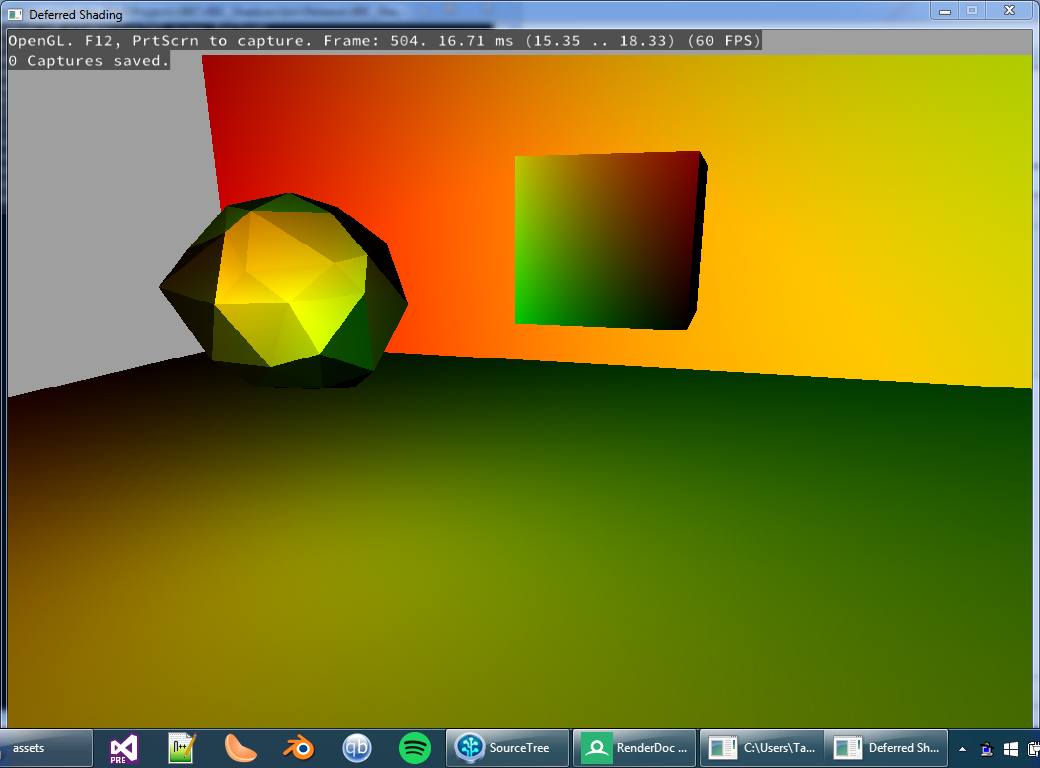 Deferred Shading
OpenGL. F12, PrtScrn to capture. Frame: 504. 16.71 ms (15.35 .. 18.33) (60 FPS)
0 Captures saved.
assets
PRE
qb
SourceTree
RenderDoc ...
C:\Users\Ta...
Deferred Sh...